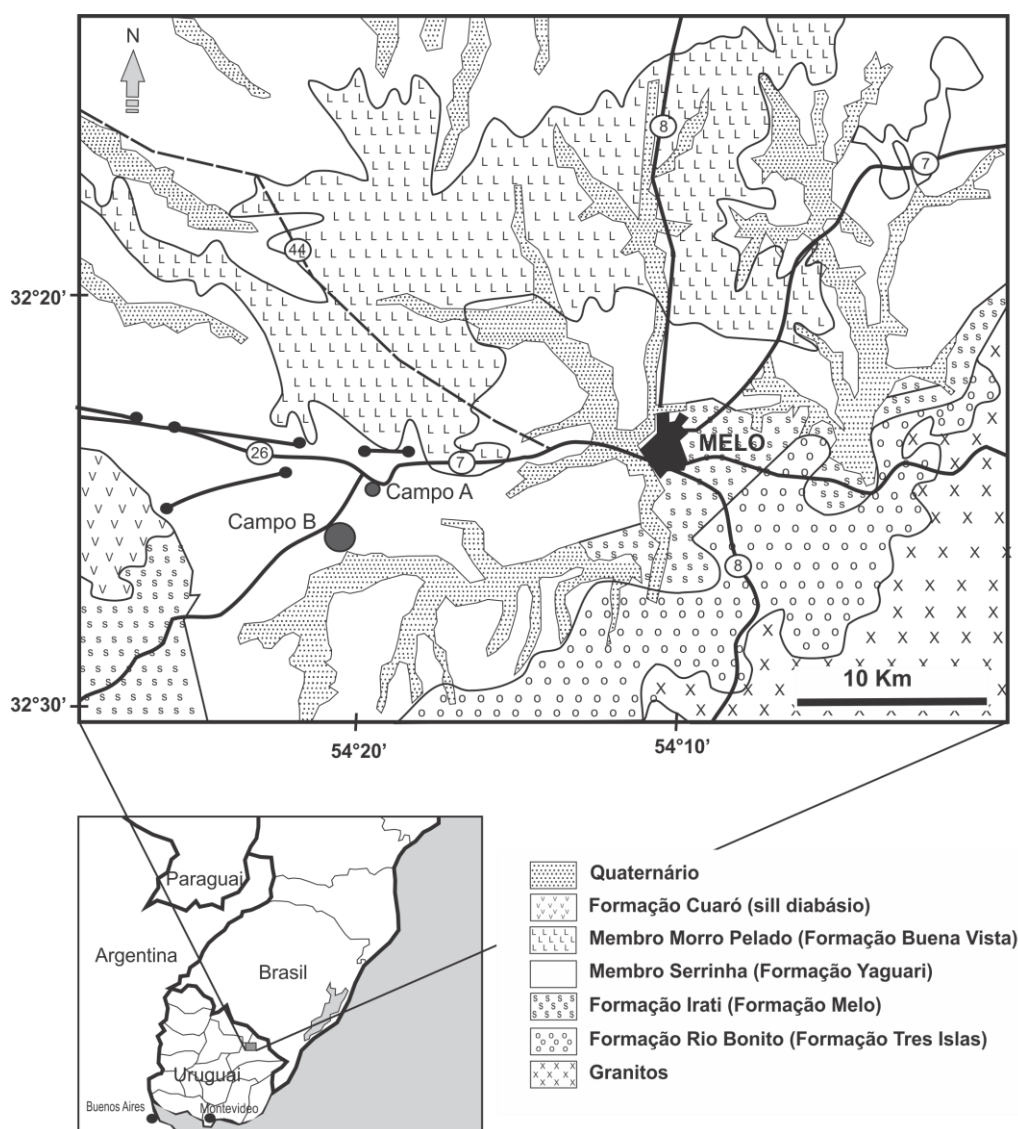 N
8
7
44
32°20'
MELO
26
7
Campo A
Campo B
8
10 Km
32°30'
54°20'
54°10'
Paraguai
Argentina
Brasil
Uruguai
Buenos Aires
Montevideo
Quaternário
Formação Cuaró (sill diabásio)
Membro Morro Pelado (Formação Buena Vista)
Membro Serrinha (Formação Yaguari)
Formação Irati (Formação Melo)
Formação Rio Bonito (Formação Tres Islas)
Granitos